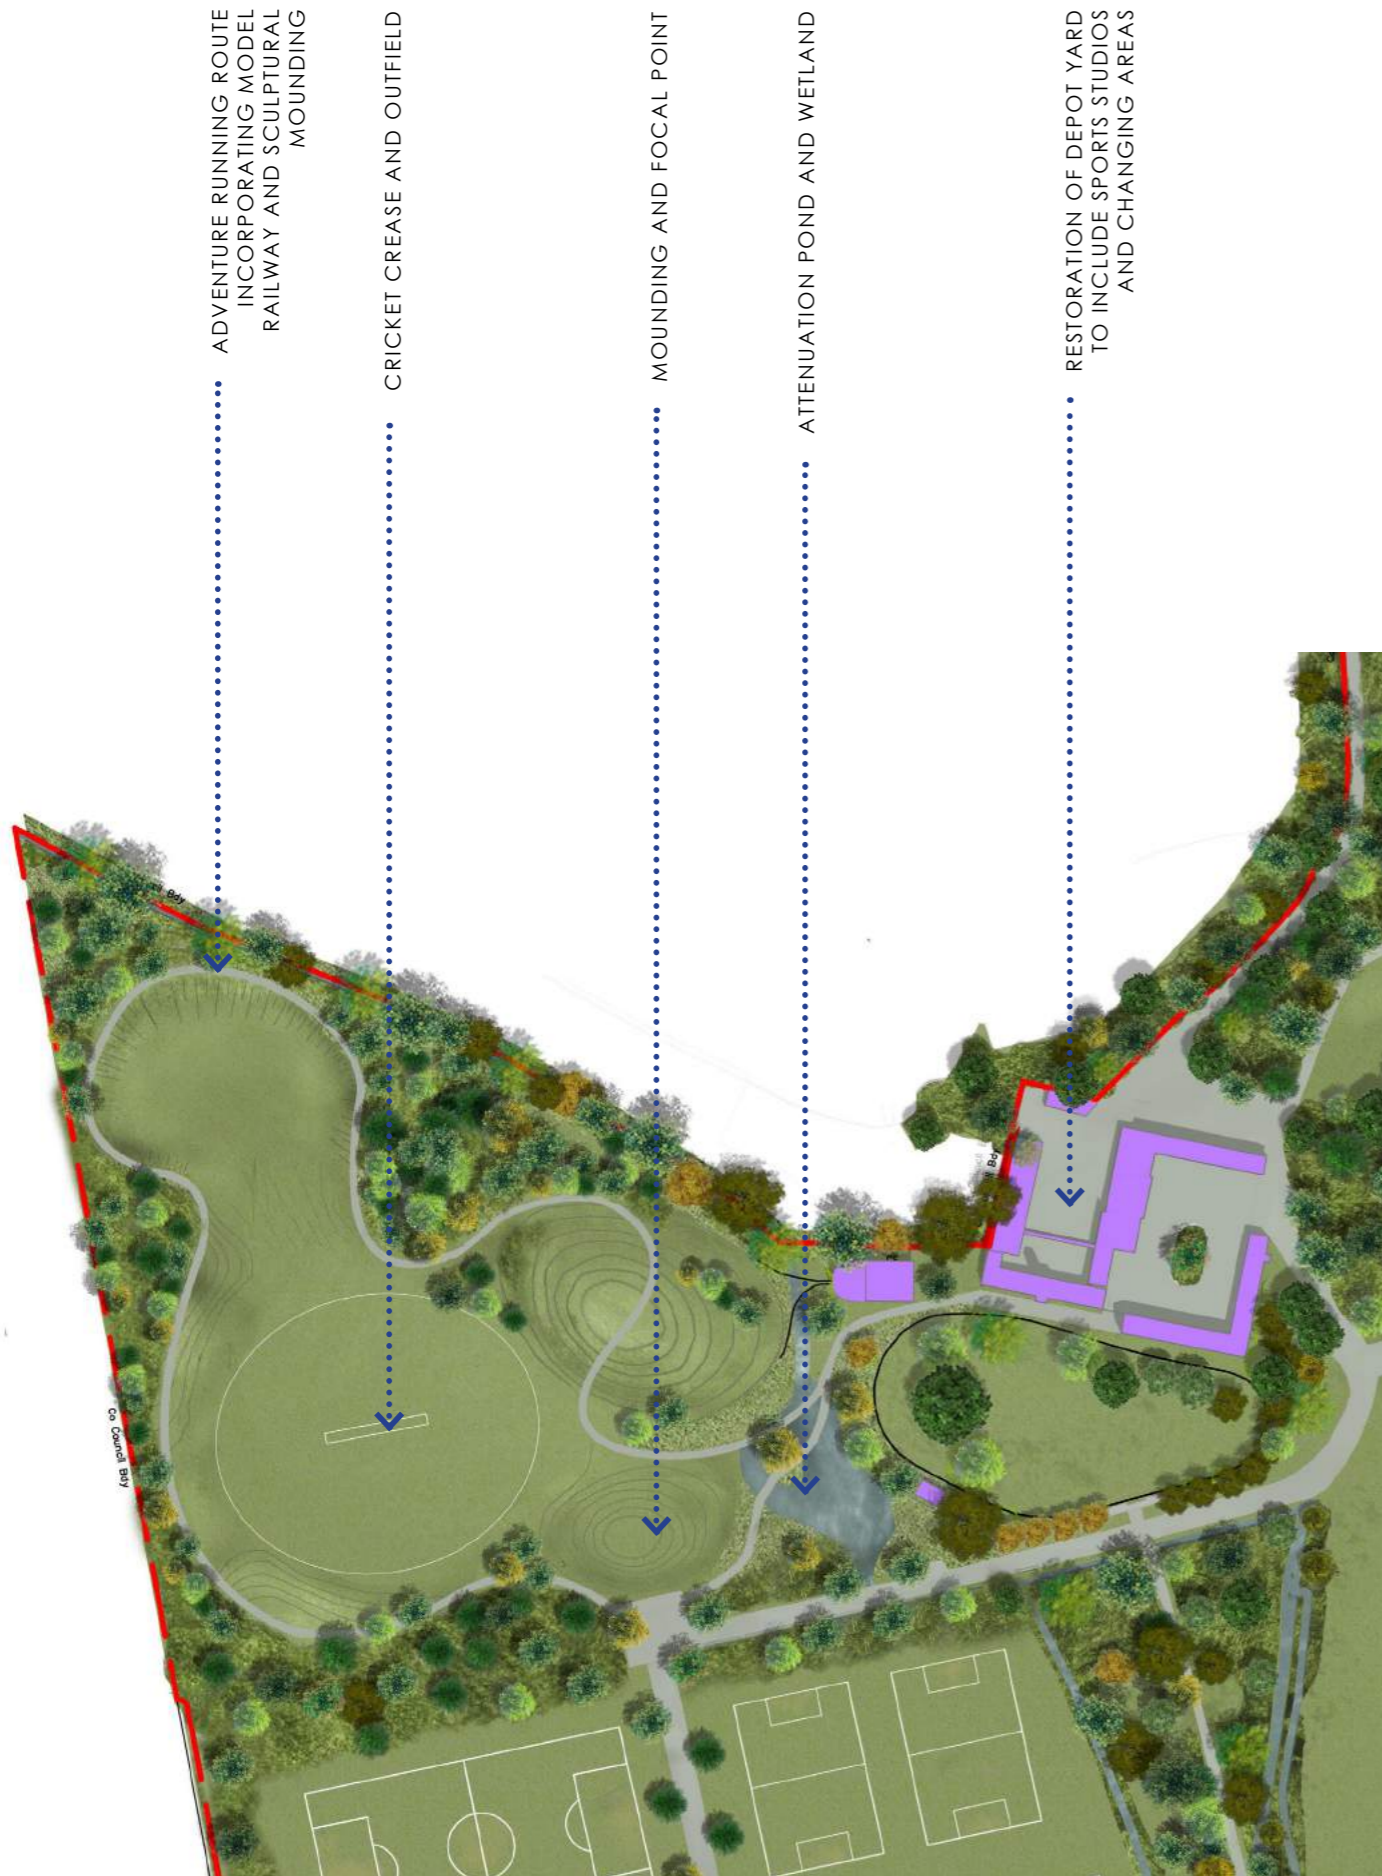 ADVENTURE RUNNING ROUTE
INCORPORATING MODEL
RAILWAY AND SCULPTURAL
MOUNDING
CRICKET CREASE AND OUTFIELD
MOUNDING AND FOCAL POINT
ATTENUATION POND AND WETLAND
RESTORATION OF DEPOT YARD
TO INCLUDE SPORTS STUDIOS
AND CHANGING AREAS
Bdy
Bdy
Co Council Bdy